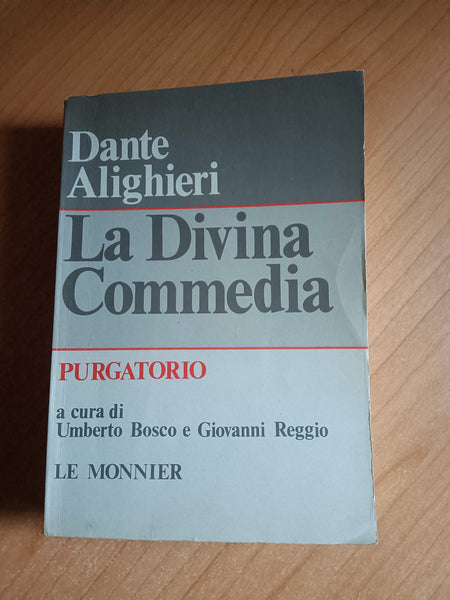 Dante
Alighieri
La Divina
Commedia
PURGATORIO
a cura di
Umberto Bosco e Giovanni Reggio
LE MONNIER